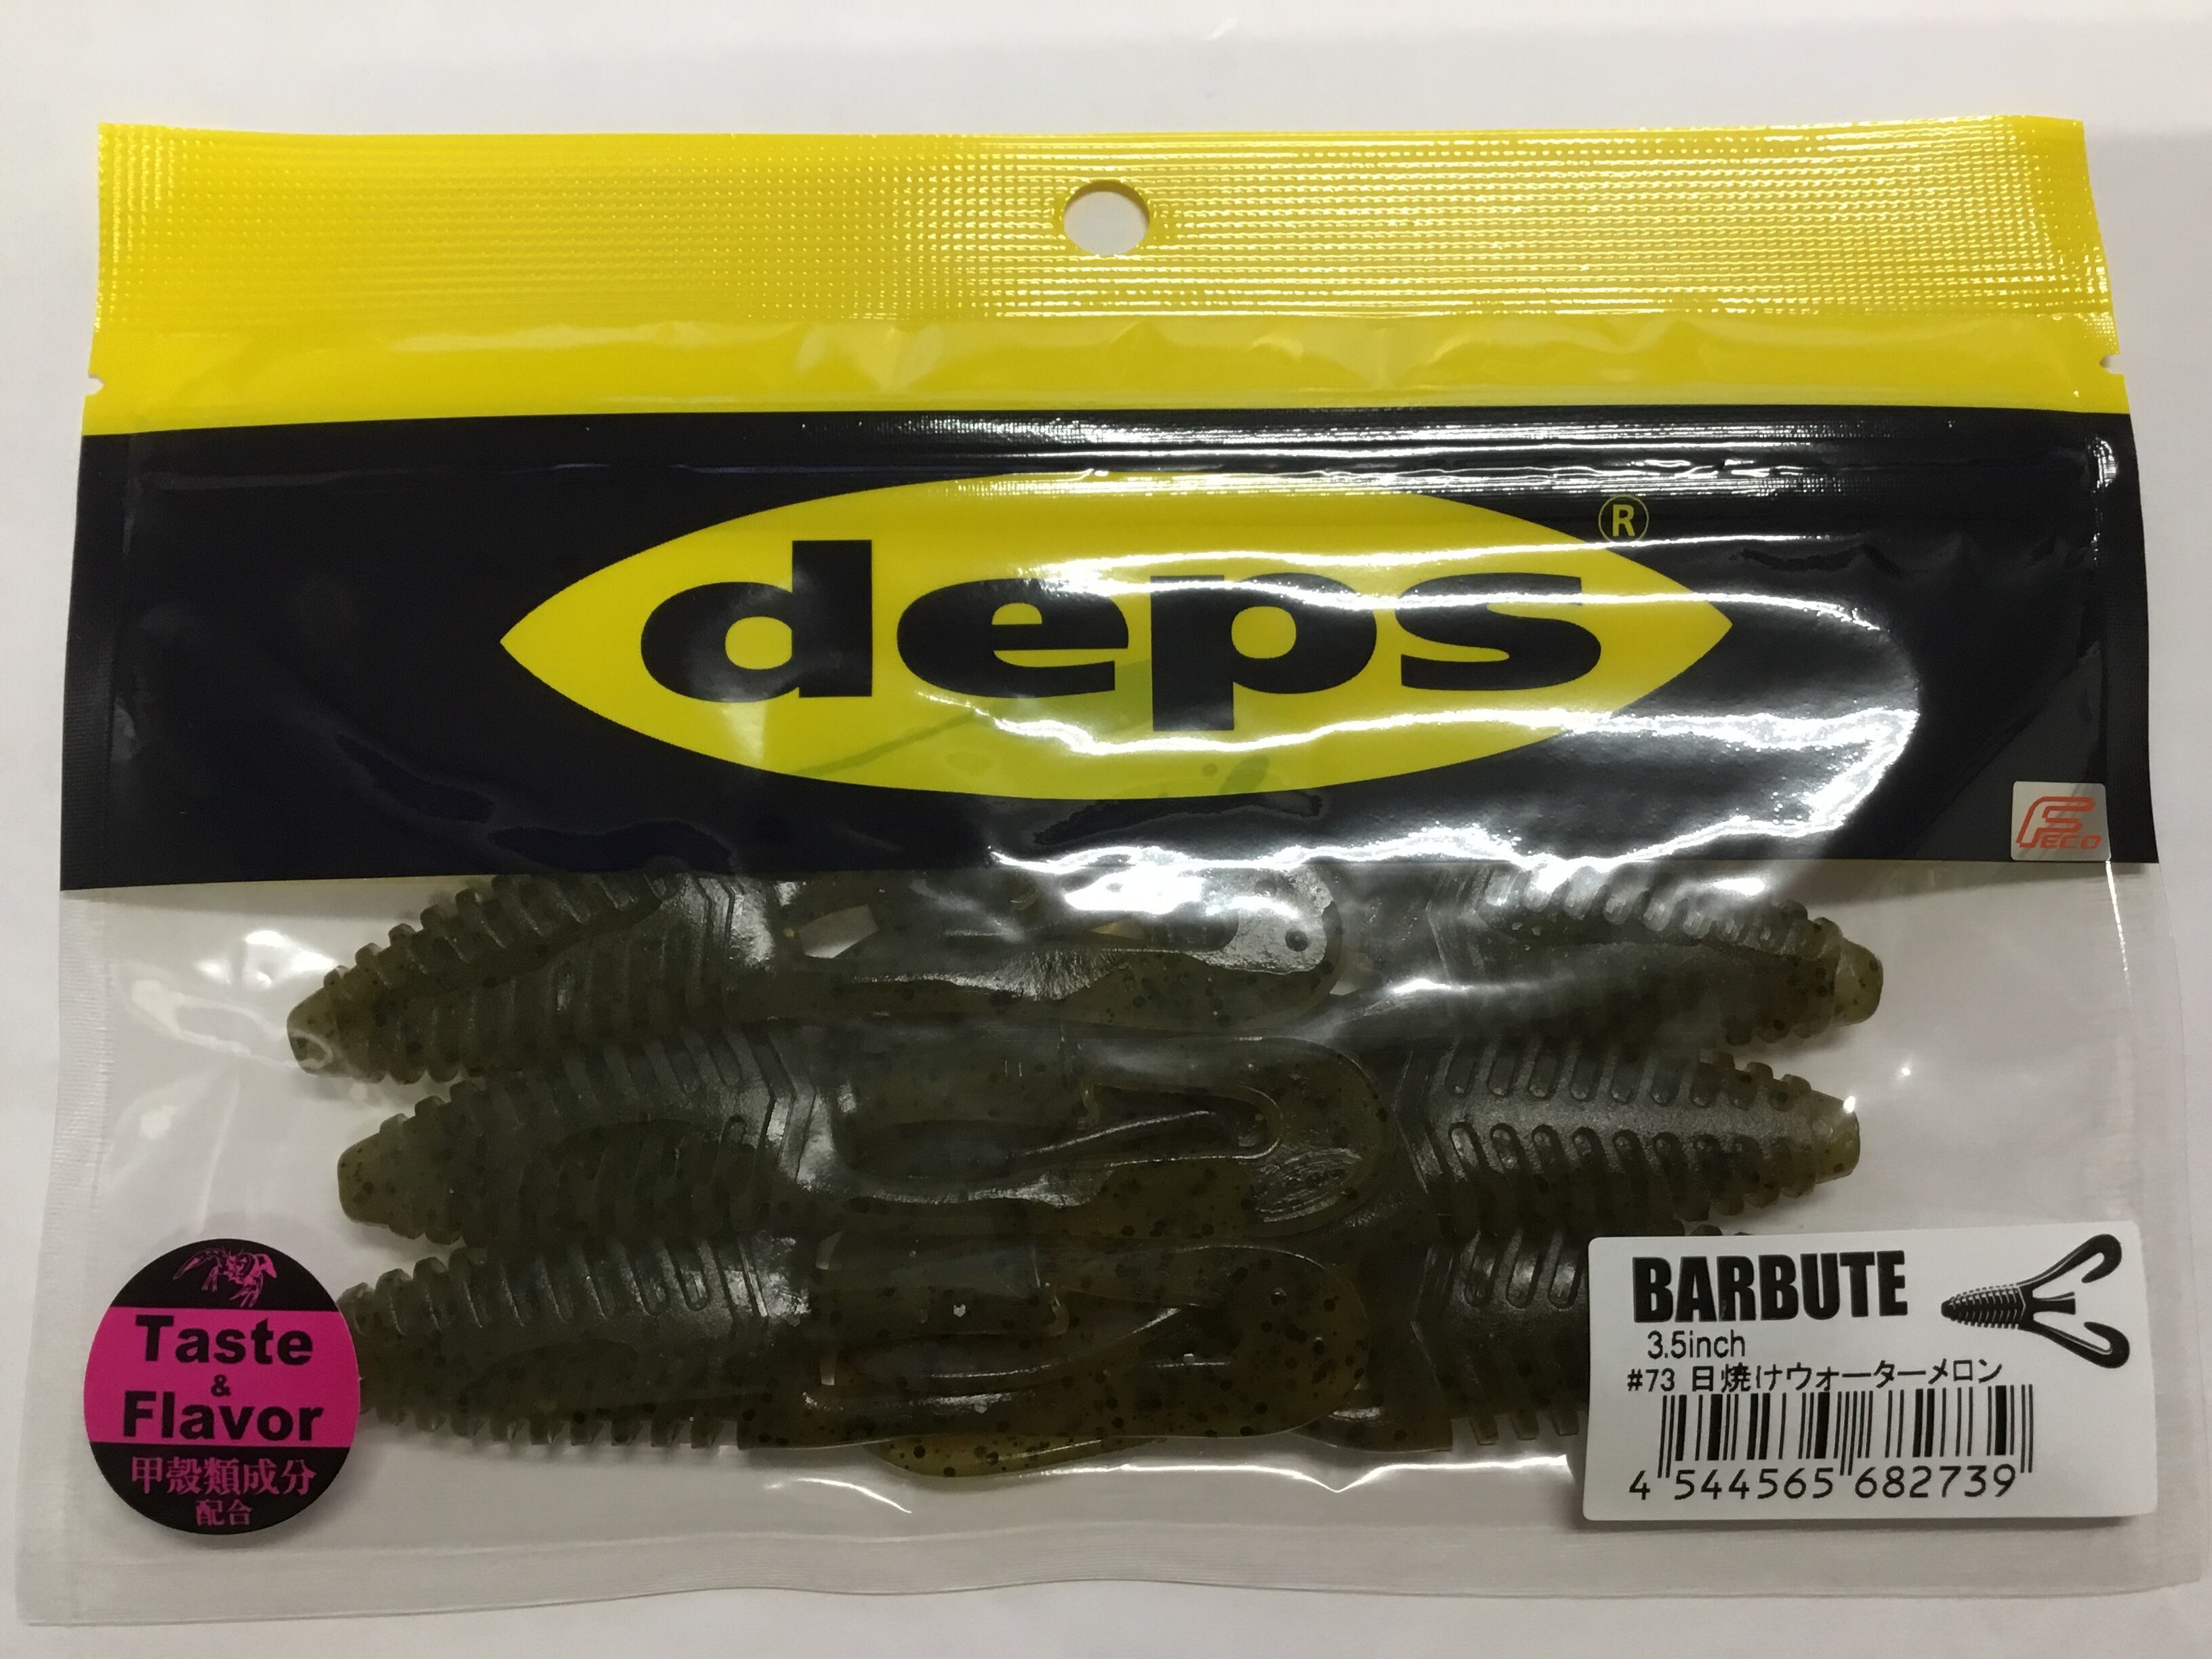 deps®
FECO
Taste
&
Flavor
甲殻類成分
配合
BARBUTE
3.5inch
#73 日焼けウォーターメロン
4 544565 682739